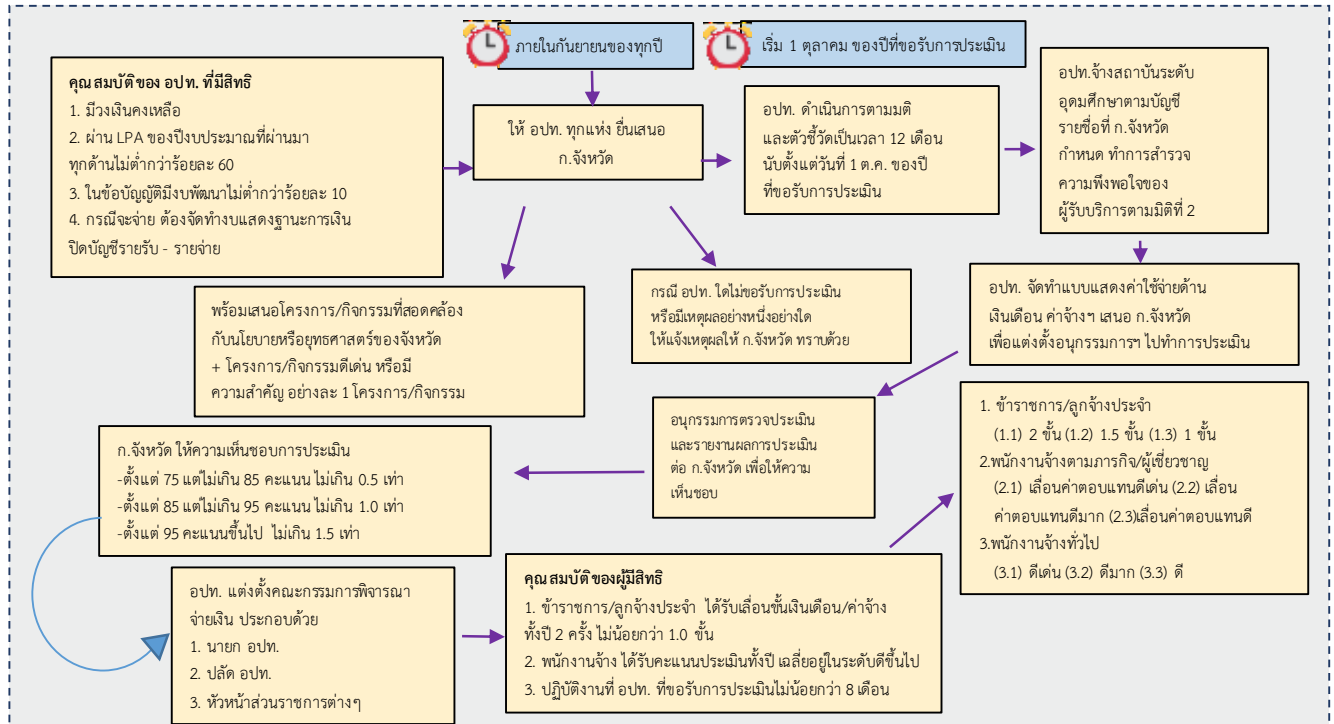 ภายในกันยายนของทุกปี
เริ่ม 1 ตุลาคม ของปีที่ขอรับการประเมิน
คุณสมบัติของ อปท. ที่มีสิทธิ
1. มีวงเงินคงเหลือ
2. ผ่าน LPA ของปีงบประมาณที่ผ่านมา
ทุกด้านไม่ต่ำกว่าร้อยละ 60
3. ในข้อบัญญัติมีงบพัฒนาไม่ต่ำกว่าร้อยละ 10
4. กรณีจะจ่าย ต้องจัดทำงบแสดงฐานะการเงิน
ปิดบัญชีรายรับ - รายจ่าย
ให้ อปท. ทุกแห่ง ยื่นเสนอ
ก.จังหวัด
อปท. ดำเนินการตามมติ
และตัวชี้วัดเป็นเวลา 12 เดือน
นับตั้งแต่วันที่ 1 ต.ค. ของปี
ที่ขอรับการประเมิน
อปท.จ้างสถาบันระดับ
อุดมศึกษาตามบัญชี
รายชื่อที่ ก.จังหวัด
กำหนด ทำการสำรวจ
ความพึงพอใจของ
ผู้รับบริการตามมิติที่ 2
พร้อมเสนอโครงการ/กิจกรรมที่สอดคล้อง
กับนโยบายหรือยุทธศาสตร์ของจังหวัด
+ โครงการ/กิจกรรมดีเด่น หรือมี
ความสำคัญ อย่างละ 1 โครงการ/กิจกรรม
กรณี อปท. ใดไม่ขอรับการประเมิน
หรือมีเหตุผลอย่างหนึ่งอย่างใด
ให้แจ้งเหตุผลให้ ก.จังหวัด ทราบด้วย
อปท. จัดทำแบบแสดงค่าใช้จ่ายด้าน
เงินเดือน ค่าจ้างฯ เสนอ ก.จังหวัด
เพื่อแต่งตั้งอนุกรรมการฯ ไปทำการประเมิน
อนุกรรมการตรวจประเมิน
และรายงานผลการประเมิน
ต่อ ก.จังหวัด เพื่อให้ความ
เห็นชอบ
ก.จังหวัด ให้ความเห็นชอบการประเมิน
-ตั้งแต่ 75 แต่ไม่เกิน 85 คะแนน ไม่เกิน 0.5 เท่า
-ตั้งแต่ 85 แต่ไม่เกิน 95 คะแนน ไม่เกิน 1.0 เท่า
-ตั้งแต่ 95 คะแนนขึ้นไป ไม่เกิน 1.5 เท่า
อปท. แต่งตั้งคณะกรรมการพิจารณา
จ่ายเงิน ประกอบด้วย
1. นายก อปท.
2. ปลัด อปท.
3. หัวหน้าส่วนราชการต่างๆ
คุณสมบัติของผู้มีสิทธิ
1. ข้าราชการ/ลูกจ้างประจำ ได้รับเลื่อนขั้นเงินเดือน/ค่าจ้าง
ทั้งปี 2 ครั้ง ไม่น้อยกว่า 1.0 ขั้น
2. พนักงานจ้าง ได้รับคะแนนประเมินทั้งปี เฉลี่ยอยู่ในระดับดีขึ้นไป
3. ปฏิบัติงานที่ อปท. ที่ขอรับการประเมินไม่น้อยกว่า 8 เดือน
1. ข้าราชการ/ลูกจ้างประจำ
(1.1) 2 ขั้น (1.2) 1.5 ขั้น (1.3) 1 ขั้น
2.พนักงานจ้างตามภารกิจ/ผู้เชี่ยวชาญ
(2.1) เลื่อนค่าตอบแทนดีเด่น (2.2) เลื่อน
ค่าตอบแทนดีมาก (2.3)เลื่อนค่าตอบแทนดี
3.พนักงานจ้างทั่วไป
(3.1) ดีเด่น (3.2) ดีมาก (3.3) ดี